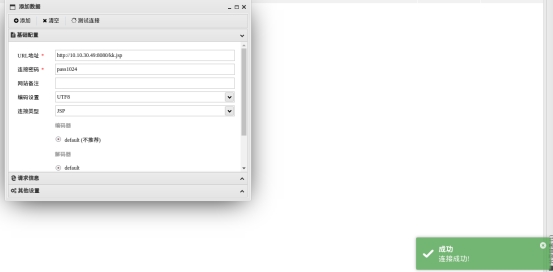 添加数据
添加 清空 测试连接
基础配置
URL地址 * http://10.10.30.49:8080/kk.jsp
连接密码 * pass1024
网站备注
编码设置 UTF8
连接类型 JSP
编码器
default (不推荐)
解码器
default
请求信息
其他设置
成功
连接成功!